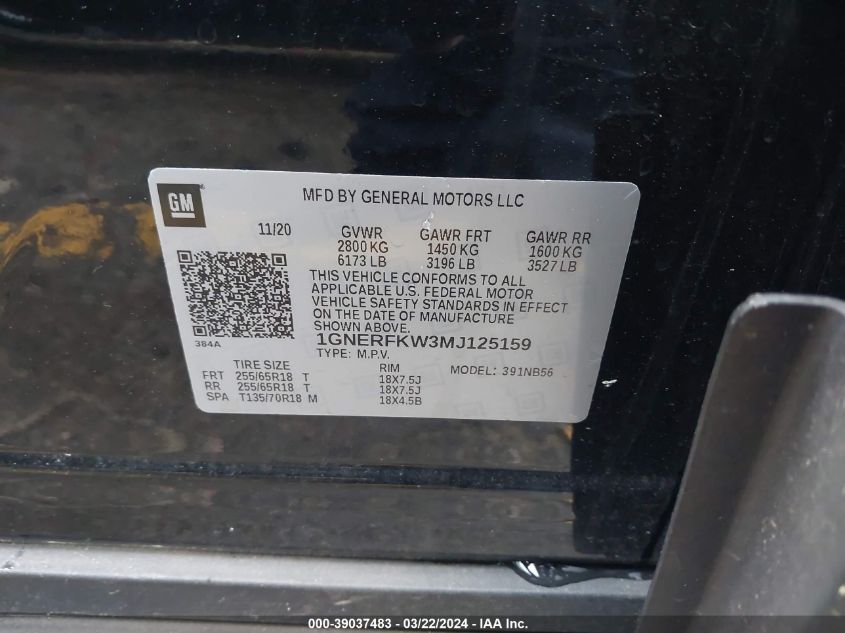 GM
MFD BY GENERAL MOTORS LLC
11/20 GVWR GAWR FRT GAWR RR
2800 KG 1450 KG 1600 KG
6173 LB 3196 LB 3527 LB
THIS VEHICLE CONFORMS TO ALL
APPLICABLE U.S. FEDERAL MOTOR
VEHICLE SAFETY STANDARDS IN EFFECT
ON THE DATE OF MANUFACTURE
SHOWN ABOVE.
384A
1GNERFKW3MJ125159
TYPE: M.P.V.
TIRE SIZE RIM MODEL: 391NB56
FRT 255/65R18 T 18X7.5J
RR 255/65R18 T 18X7.5J
SPA T135/70R18 M 18X4.5B
000-39037483 - 03/22/2024 - IAA Inc.